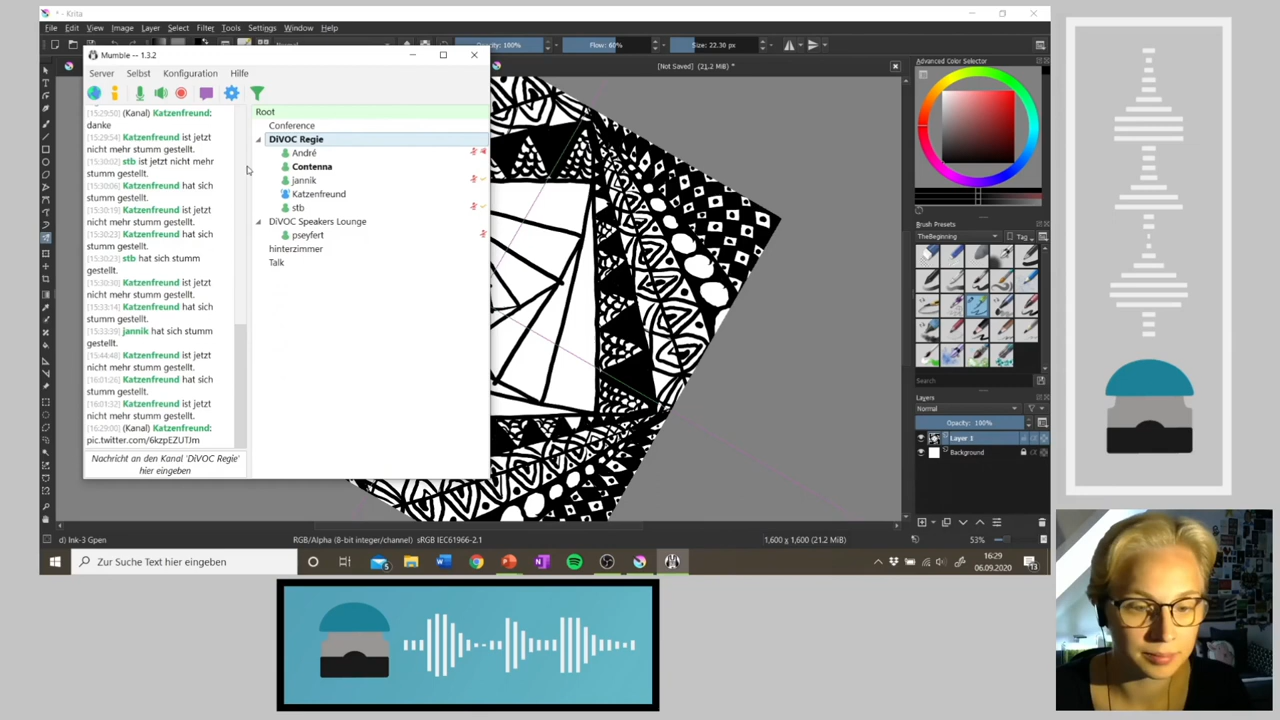 * - Krita
File Edit View Image Layer Select Filter Tools Settings Window Help
Opacity: 100% Flow: 60% Size: 22.30 px
[Not Saved] (21.2 MiB) *
Mumble -- 1.3.2
Server Selbst Konfiguration Hilfe
[15:29:50] (Kanal) Katzenfreund:
danke
[15:29:54] Katzenfreund ist jetzt
nicht mehr stumm gestellt.
[15:30:02] stb ist jetzt nicht mehr
stumm gestellt.
[15:30:06] Katzenfreund hat sich
stumm gestellt.
[15:30:19] Katzenfreund ist jetzt
nicht mehr stumm gestellt.
[15:30:23] Katzenfreund hat sich
stumm gestellt.
[15:30:23] stb hat sich stumm
gestellt.
[15:30:30] Katzenfreund ist jetzt
nicht mehr stumm gestellt.
[15:33:14] Katzenfreund hat sich
stumm gestellt.
[15:33:39] jannik hat sich stumm
gestellt.
[15:44:48] Katzenfreund ist jetzt
nicht mehr stumm gestellt.
[16:01:26] Katzenfreund hat sich
stumm gestellt.
[16:01:32] Katzenfreund ist jetzt
nicht mehr stumm gestellt.
[16:29:00] (Kanal) Katzenfreund:
pic.twitter.com/6kzpEZUTJm
Nachricht an den Kanal 'DiVOC Regie'
hier eingeben
Root
Conference
DiVOC Regie
André
Contenna
jannik
Katzenfreund
stb
DiVOC Speakers Lounge
pseyfert
hinterzimmer
Talk
Advanced Color Selector
Brush Presets
TheBeginning Tag
Search
Layers
Normal
Opacity: 100%
Layer 1
Background
d) Ink-3 Gpen
RGB/Alpha (8-bit integer/channel) sRGB IEC61966-2.1
1,600 x 1,600 (21.2 MiB)
53%
Zur Suche Text hier eingeben
5
16:29
06.09.2020
13